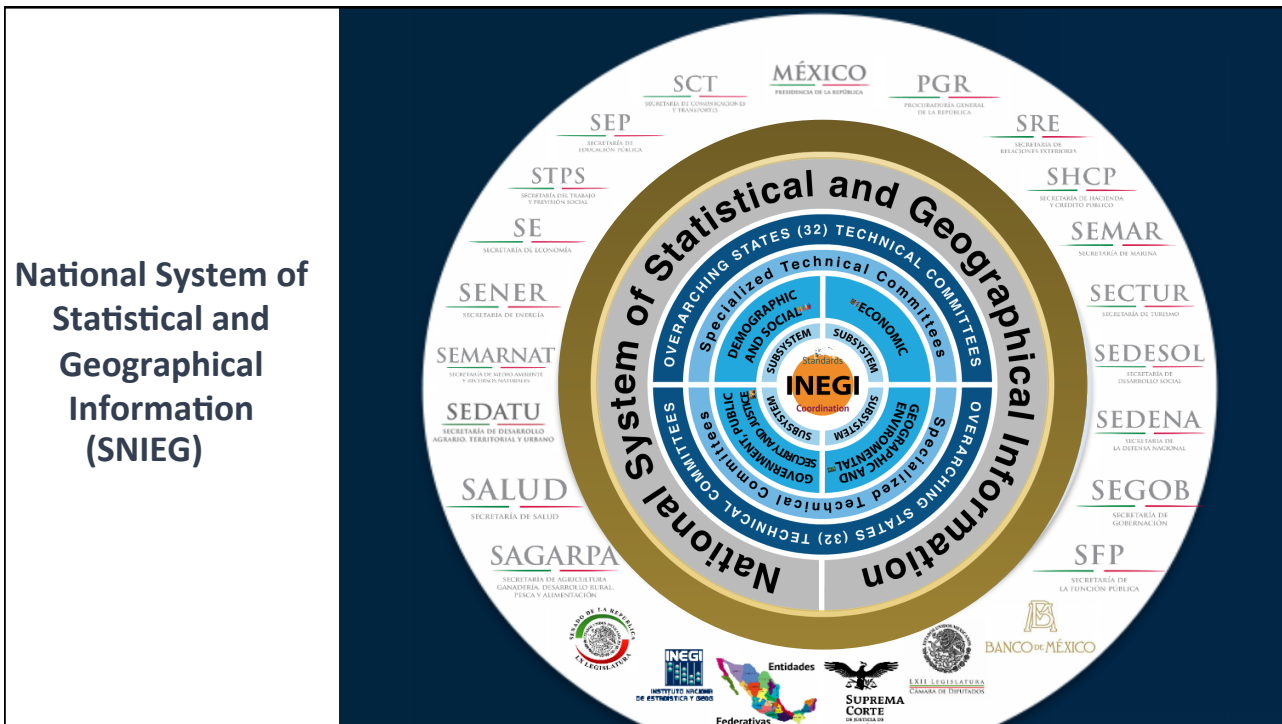 National System of
Statistical and
Geographical
Information
(SNIEG)
MÉXICO
PRESIDENCIA DE LA REPÚBLICA
PGR
PROCURADURÍA GENERAL
DE LA REPÚBLICA
SRE
SECRETARÍA DE
RELACIONES EXTERIORES
SHCP
SECRETARÍA DE HACIENDA
Y CRÉDITO PÚBLICO
SEMAR
SECRETARÍA DE MARINA
SECTUR
SECRETARÍA DE TURISMO
SEDESOL
SECRETARÍA DE
DESARROLLO SOCIAL
SEDENA
SECRETARÍA DE
LA DEFENSA NACIONAL
SEGOB
SECRETARÍA DE
GOBERNACIÓN
SFP
SECRETARÍA DE
LA FUNCIÓN PÚBLICA
BANCO DE MÉXICO
LXII LEGISLATURA
CÁMARA DE DIPUTADOS
SUPREMA
CORTE
DE JUSTICIA DE
Entidades
Federativas
INEGI
INSTITUTO NACIONAL
DE ESTADISTICA Y GEOG
SENADO DE LA REPUBLICA
LX LEGISLATURA
SAGARPA
SECRETARÍA DE AGRICULTURA
GANADERÍA, DESARROLLO RURAL,
PESCA Y ALIMENTACIÓN
SALUD
SECRETARÍA DE SALUD
SEDATU
SECRETARÍA DE DESARROLLO
AGRARIO, TERRITORIAL Y URBANO
SEMARNAT
SECRETARÍA DE MEDIO AMBIENTE
Y RECURSOS NATURALES
SENER
SECRETARÍA DE ENERGÍA
SE
SECRETARÍA DE ECONOMÍA
STPS
SECRETARÍA DEL TRABAJO
Y PREVISIÓN SOCIAL
SEP
SECRETARÍA DE
EDUCACIÓN PÚBLICA
SCT
SECRETARÍA DE COMUNICACIONES
Y TRANSPORTES
National System of Statistical and Geographical Information
OVERARCHING STATES (32) TECHNICAL COMMITTEES
OVERARCHING STATES (32) TECHNICAL COMMITTEES
Specialized Technical Committees
Specialized Technical Committees
DEMOGRAPHIC
AND SOCIAL
SUBSYSTEM
ECONOMIC
SUBSYSTEM
GEOGRAPHIC AND
ENVIROMENTAL
SUBSYSTEM
GOVERNMENT, PUBLIC
SECURITY AND JUSTICE
SUBSYSTEM
Standards
INEGI
Coordination